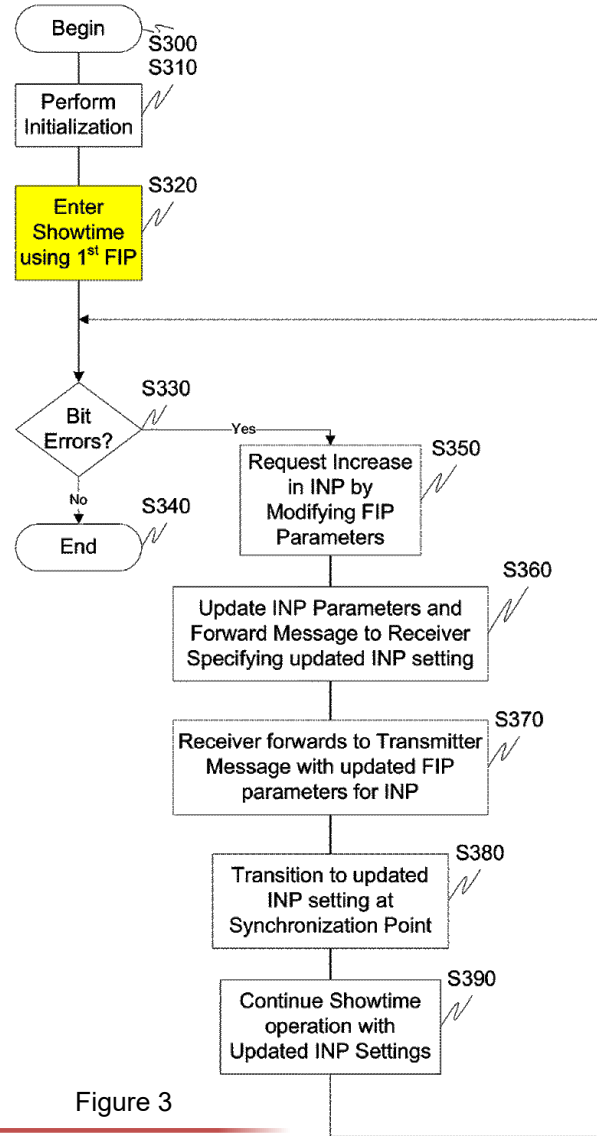 Begin
S300
S310
Perform
Initialization
S320
Enter
Showtime
using 1st FIP
S330
Bit
Errors?
Yes
No
S340
End
S350
Request Increase
in INP by
Modifying FIP
Parameters
S360
Update INP Parameters and
Forward Message to Receiver
Specifying updated INP setting
S370
Receiver forwards to Transmitter
Message with updated FIP
parameters for INP
S380
Transition to updated
INP setting at
Synchronization Point
S390
Continue Showtime
operation with
Updated INP Settings
Figure 3